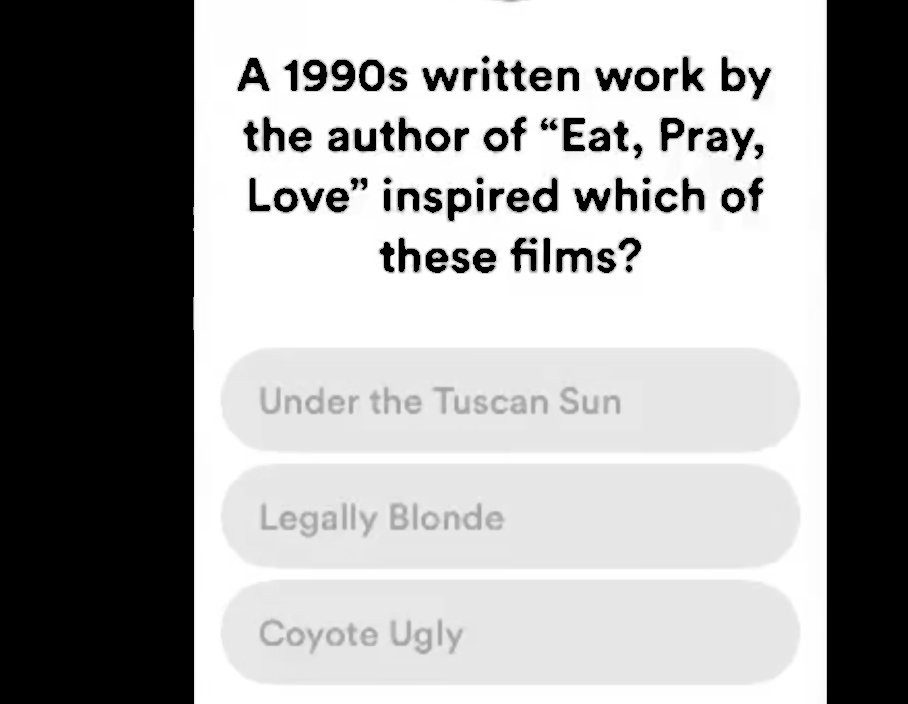 A 1990s written work by
the author of “Eat, Pray,
Love” inspired which of
these films?
Under the Tuscan Sun
Legally Blonde
Coyote Ugly